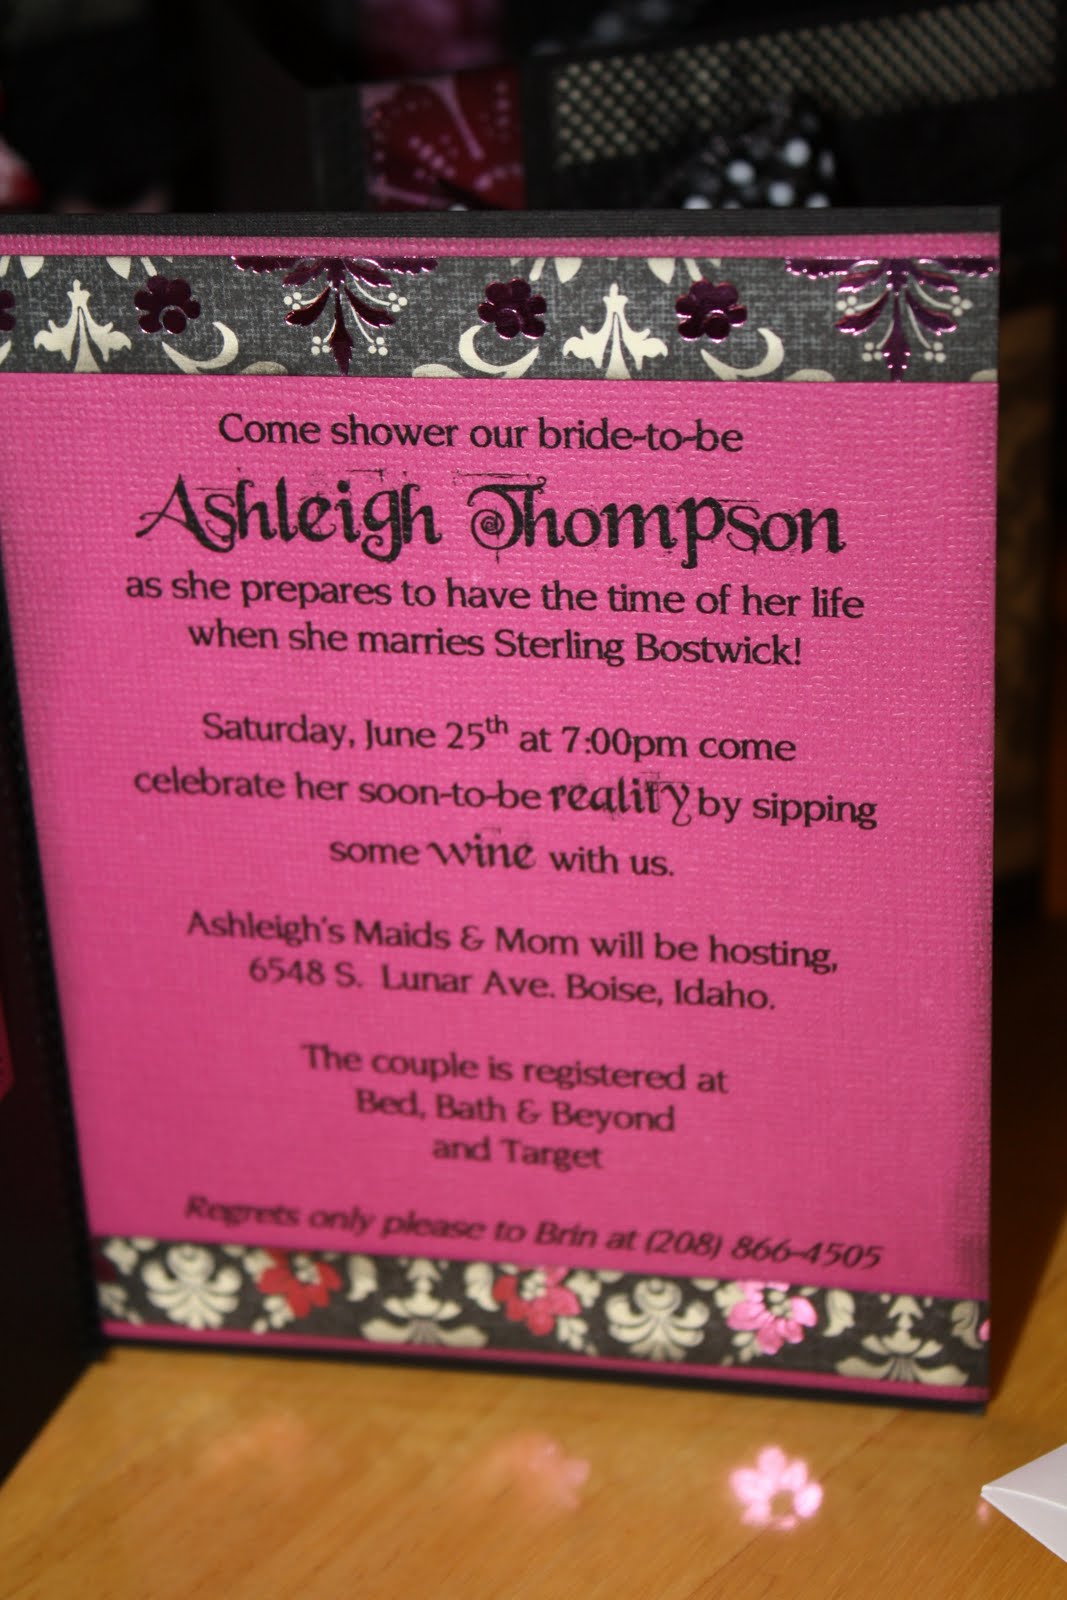 Come shower our bride-to-be
Ashleigh Thompson
as she prepares to have the time of her life
when she marries Sterling Bostwick!
Saturday, June 25th at 7:00pm come
celebrate her soon-to-be reality by sipping
some wine with us.
Ashleigh's Maids & Mom will be hosting,
6548 S. Lunar Ave. Boise, Idaho.
The couple is registered at
Bed, Bath & Beyond
and Target
Regrets only please to Brin at (208) 866-4505